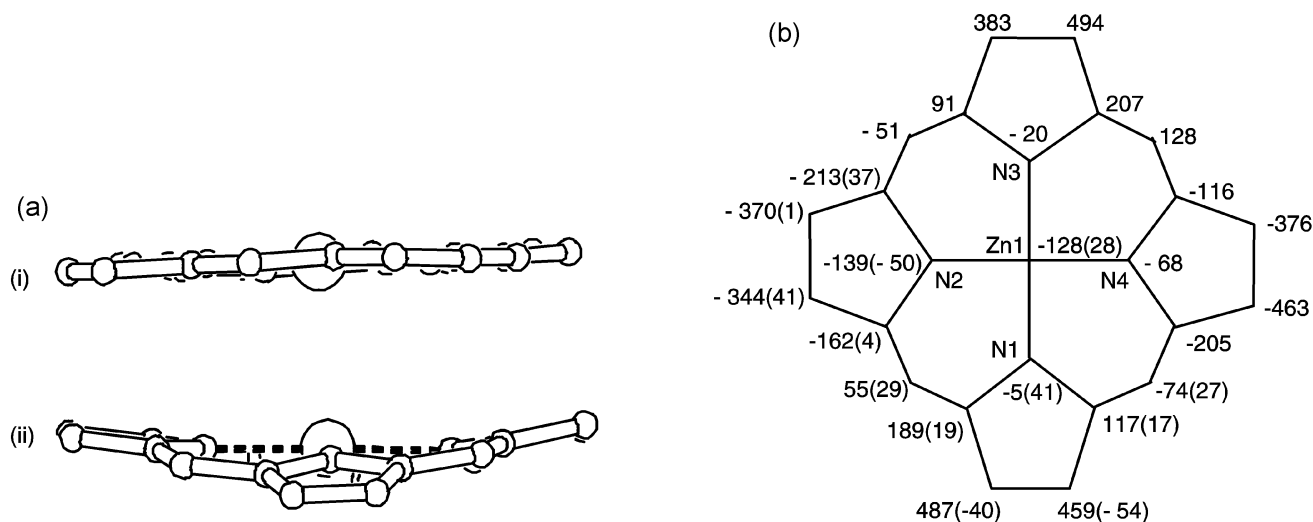 (a)
(i)
(ii)
(b)
383 494
91 207
- 51 - 20 128
N3
- 213(37) -116
- 370(1) -376
Zn1 -128(28)
-139(- 50) - 68
N2 N4
- 344(41) -463
-162(4) -205
N1
55(29) -5(41) -74(27)
189(19) 117(17)
487(-40) 459(- 54)